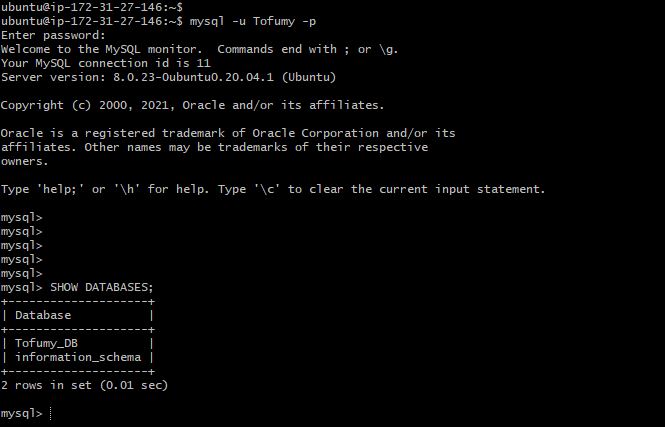 ubuntu@ip-172-31-27-146:~$
ubuntu@ip-172-31-27-146:~$ mysql -u Tofumy -p
Enter password:
Welcome to the MySQL monitor.  Commands end with ; or \g.
Your MySQL connection id is 11
Server version: 8.0.23-0ubuntu0.20.04.1 (Ubuntu)

Copyright (c) 2000, 2021, Oracle and/or its affiliates.

Oracle is a registered trademark of Oracle Corporation and/or its
affiliates. Other names may be trademarks of their respective
owners.

Type 'help;' or '\h' for help. Type '\c' to clear the current input statement.

mysql>
mysql>
mysql>
mysql>
mysql>
mysql> SHOW DATABASES;
+--------------------+
| Database           |
+--------------------+
| Tofumy_DB          |
| information_schema |
+--------------------+
2 rows in set (0.01 sec)

mysql>